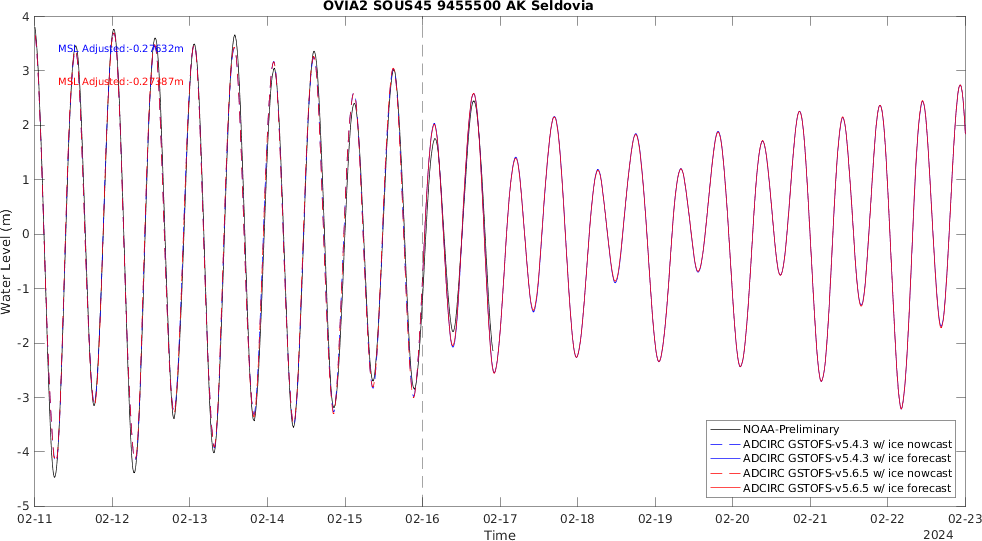 OVIA2 SOUS45 9455500 AK Seldovia
4
3
2
1
0
-1
-2
-3
-4
-5
Water Level (m)
MSL Adjusted:-0.27632m
MSL Adjusted:-0.27387m
NOAA-Preliminary
ADCIRC GSTOFS-v5.4.3 w/ ice nowcast
ADCIRC GSTOFS-v5.4.3 w/ ice forecast
ADCIRC GSTOFS-v5.6.5 w/ ice nowcast
ADCIRC GSTOFS-v5.6.5 w/ ice forecast
02-11 02-12 02-13 02-14 02-15 02-16 02-17 02-18 02-19 02-20 02-21 02-22 02-23
Time
2024